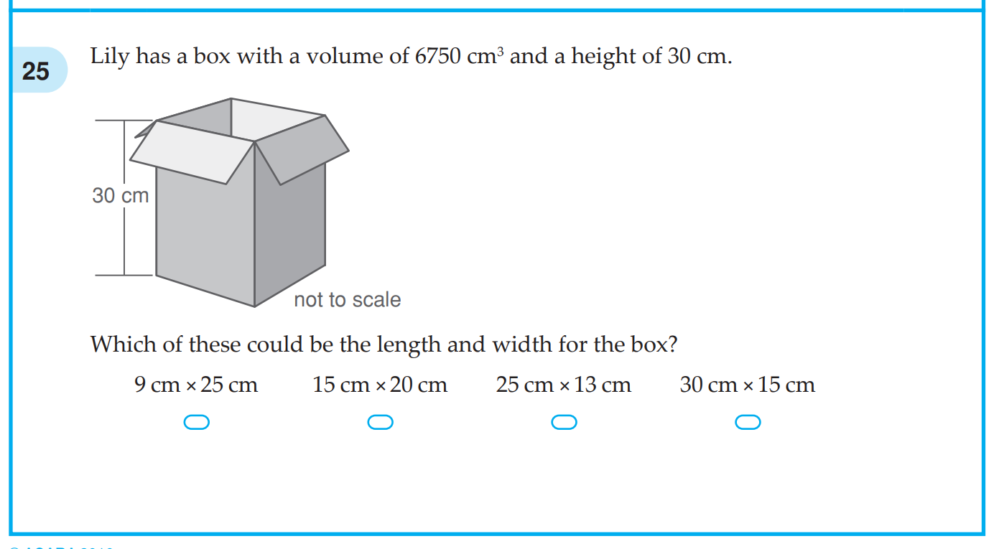 25
Lily has a box with a volume of 6750 cm³ and a height of 30 cm.
30 cm
not to scale
Which of these could be the length and width for the box?
9 cm × 25 cm 15 cm × 20 cm 25 cm × 13 cm 30 cm × 15 cm